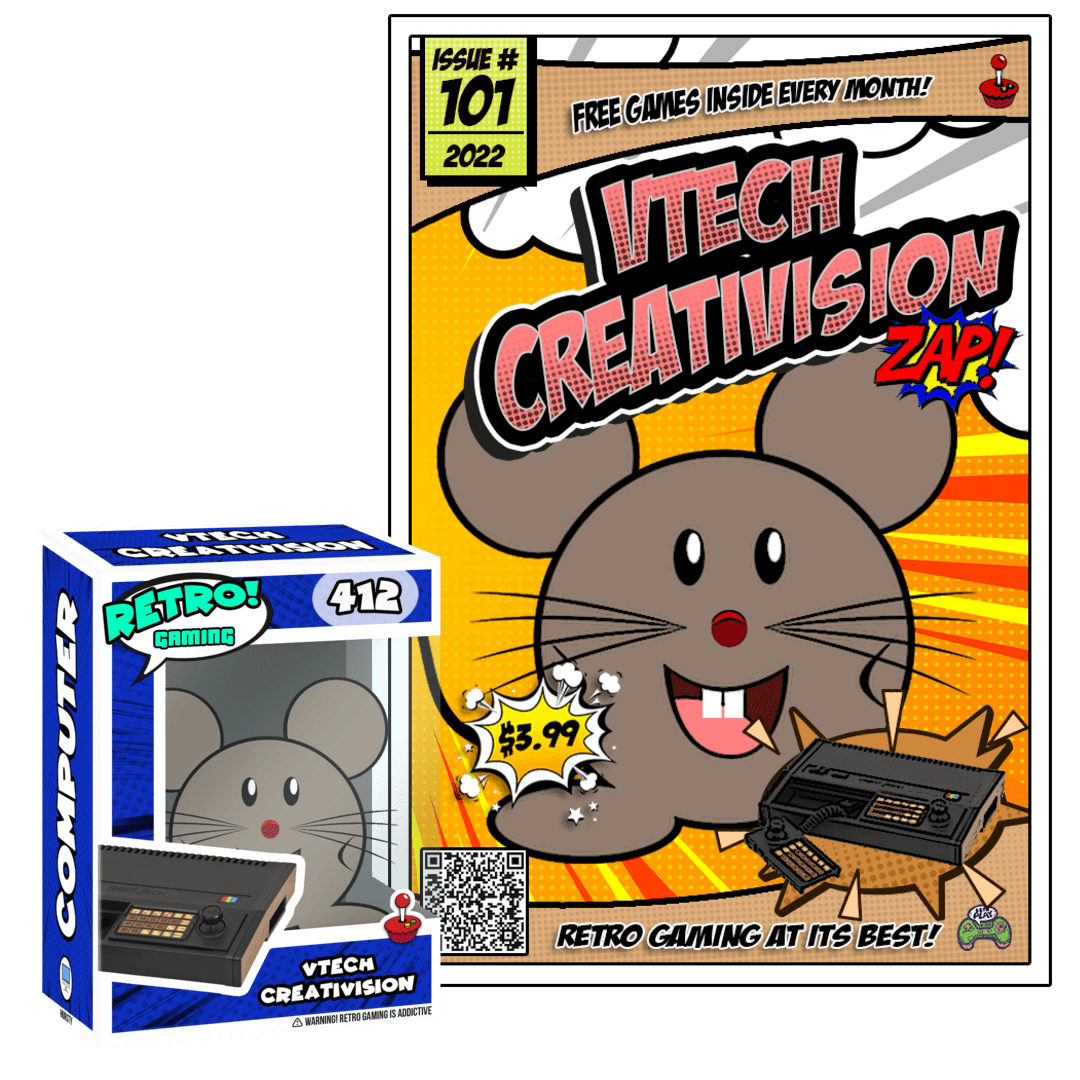 ISSUE #
101
2022
FREE GAMES INSIDE EVERY MONTH!
VTECH
CREATIVISION
ZAP!
$3.99
RETRO GAMING AT ITS BEST!
VTECH
CREATIVISION
RETRO!
GAMING
412
COMPUTER
VTECH
CREATIVISION
WARNING! RETRO GAMING IS ADDICTIVE